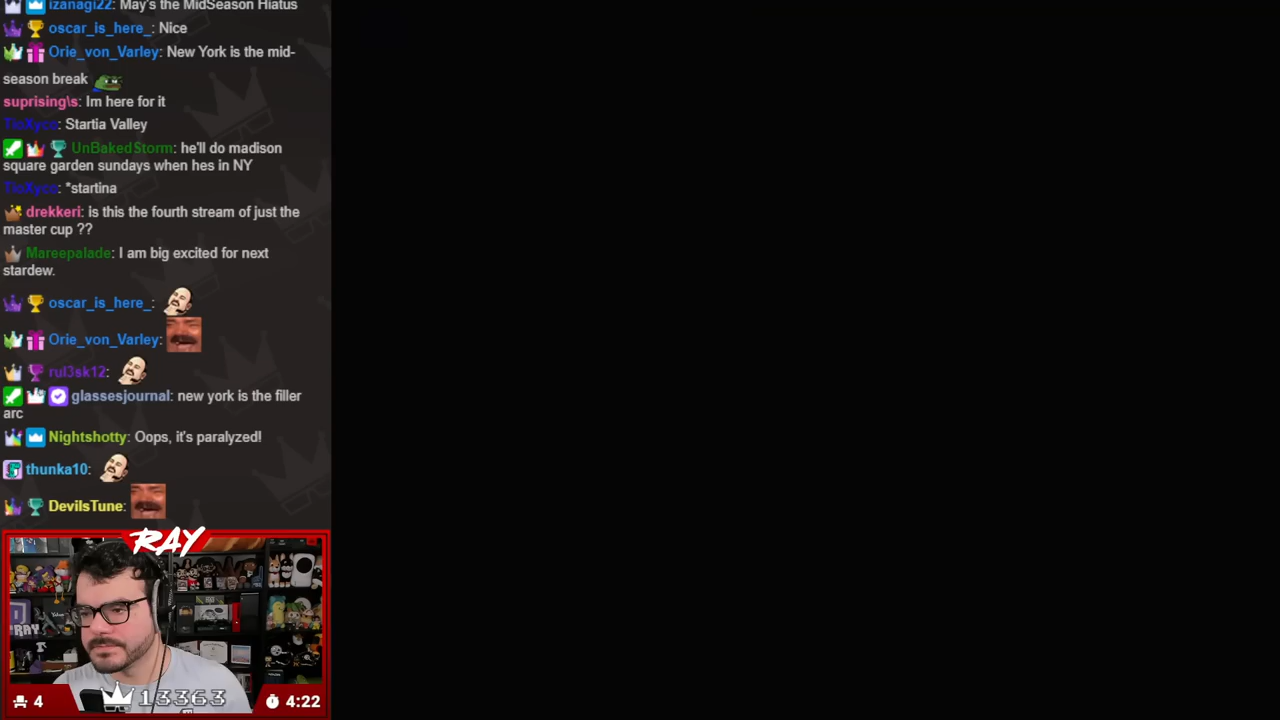 izanagi22: May's the MidSeason Hiatus
oscar_is_here_: Nice
Orie_von_Varley: New York is the mid-
season break
suprising\s: Im here for it
TloXyco: Startia Valley
UnBakedStorm: he'll do madison
square garden sundays when hes in NY
TloXyco: *startina
drekkeri: is this the fourth stream of just the
master cup ??
Mareepalade: I am big excited for next
stardew.
oscar_is_here_:
Orie_von_Varley:
rul3sk12:
glassesjournal: new york is the filler
arc
Nightshotty: Oops, it's paralyzed!
thunka10:
DevilsTune:
RAY
4
13363
4:22